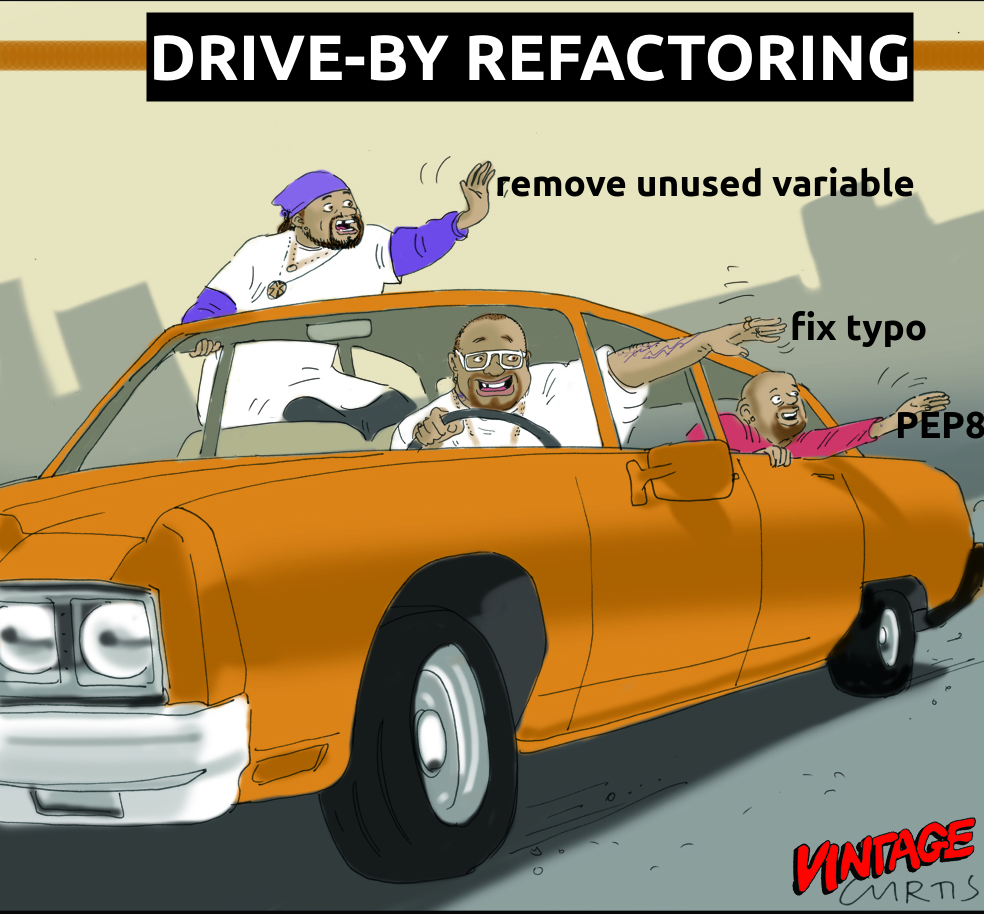 DRIVE-BY REFACTORING
remove unused variable
fix typo
PEP8
VINTAGE
CURTIS